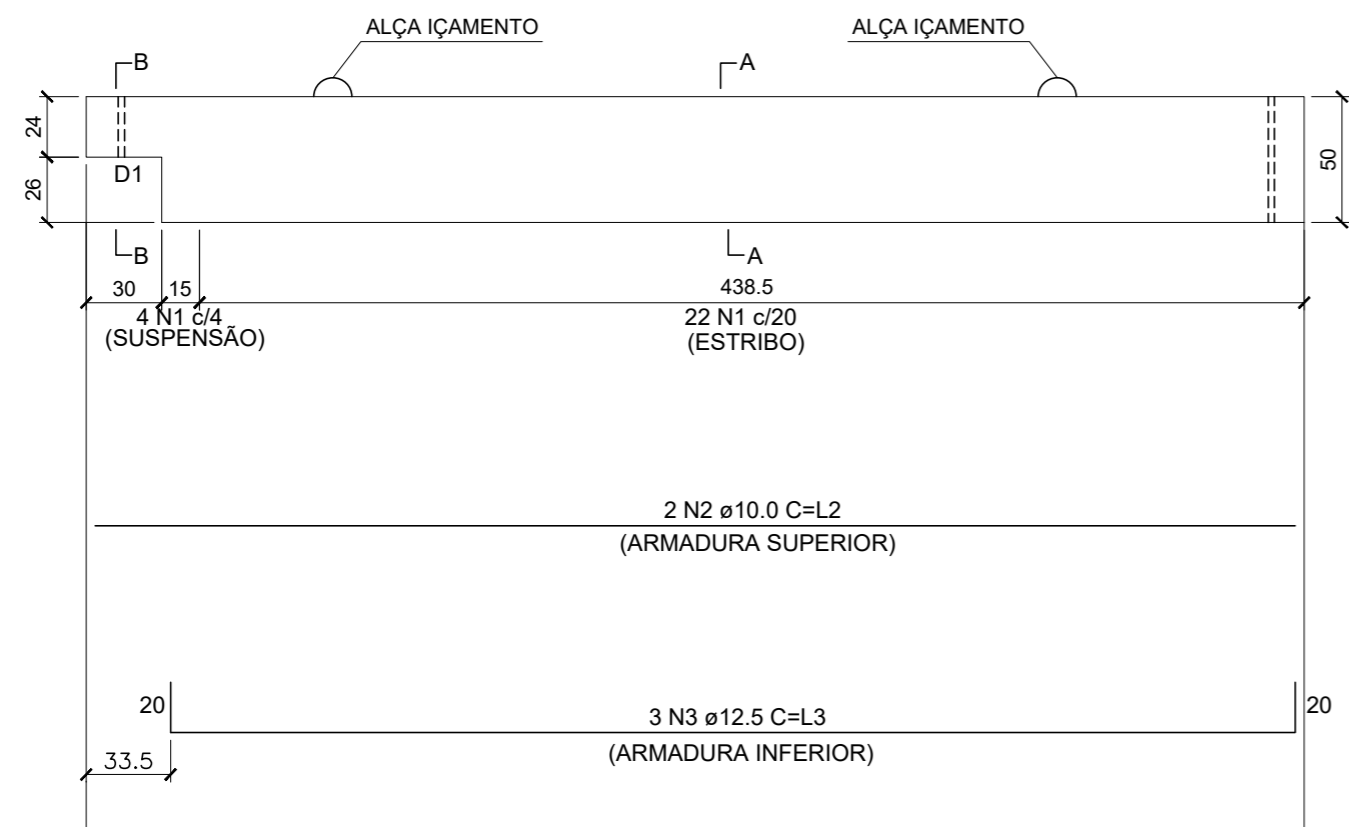 ALÇA IÇAMENTO
ALÇA IÇAMENTO
B
A
24
D1
26
50
B
A
30
15
438.5
4 N1 c/4
(SUSPENSÃO)
22 N1 c/20
(ESTRIBO)
2 N2 ø10.0 C=L2
(ARMADURA SUPERIOR)
20
3 N3 ø12.5 C=L3
20
(ARMADURA INFERIOR)
33.5